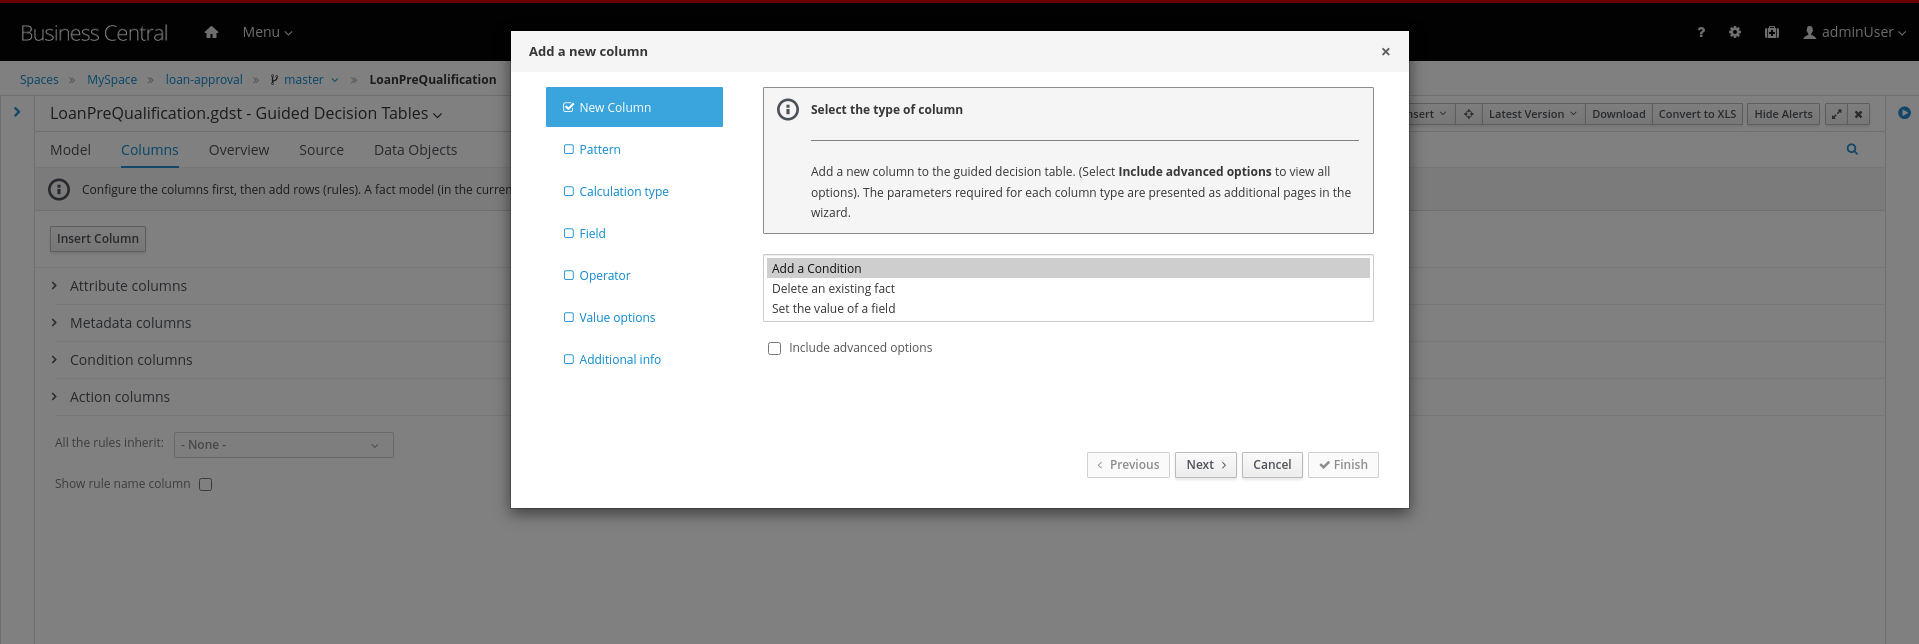 Business Central
Menu
?
adminUser
Spaces » MySpace » loan-approval » master » LoanPreQualification
LoanPreQualification.gdst - Guided Decision Tables
Latest Version
Download
Convert to XLS
Hide Alerts
Model
Columns
Overview
Source
Data Objects
Configure the columns first, then add rows (rules). A fact model (in the
Insert Column
Attribute columns
Metadata columns
Condition columns
Action columns
All the rules inherit:
- None -
Show rule name column
Add a new column
New Column
Pattern
Calculation type
Field
Operator
Value options
Additional info
Select the type of column
Add a new column to the guided decision table. (Select Include advanced options to view all
options). The parameters required for each column type are presented as additional pages in the
wizard.
Add a Condition
Delete an existing fact
Set the value of a field
Include advanced options
Previous
Next
Cancel
Finish